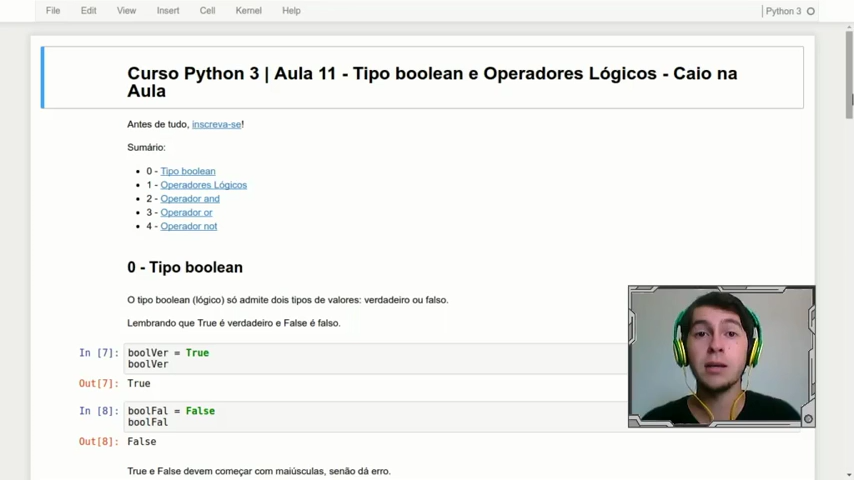 File Edit View Insert Cell Kernel Help Python 3
Curso Python 3 | Aula 11 - Tipo boolean e Operadores Lógicos - Caio na
Aula
Antes de tudo, inscreva-se!
Sumário:
0 - Tipo boolean
1 - Operadores Lógicos
2 - Operador and
3 - Operador or
4 - Operador not
0 - Tipo boolean
O tipo boolean (lógico) só admite dois tipos de valores: verdadeiro ou falso.
Lembrando que True é verdadeiro e False é falso.
In [7]: boolVer = True
boolVer
Out[7]: True
In [8]: boolFal = False
boolFal
Out[8]: False
True e False devem começar com maiúsculas, senão dá erro.